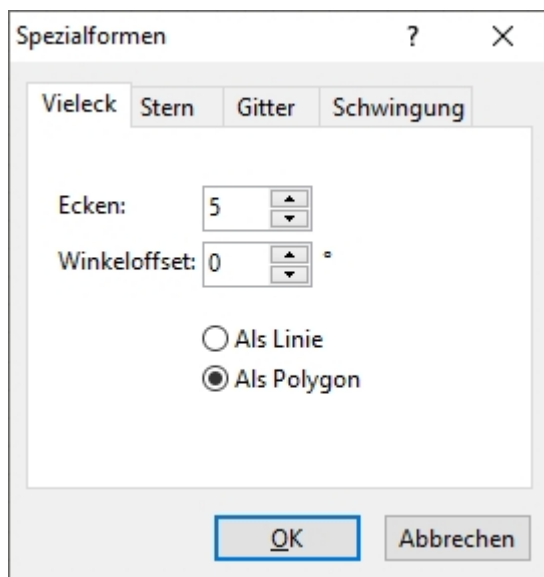 Spezialformen ?
Vieleck Stern Gitter Schwingung
Ecken: 5
Winkeloffset: 0 °
Als Linie
Als Polygon
OK Abbrechen